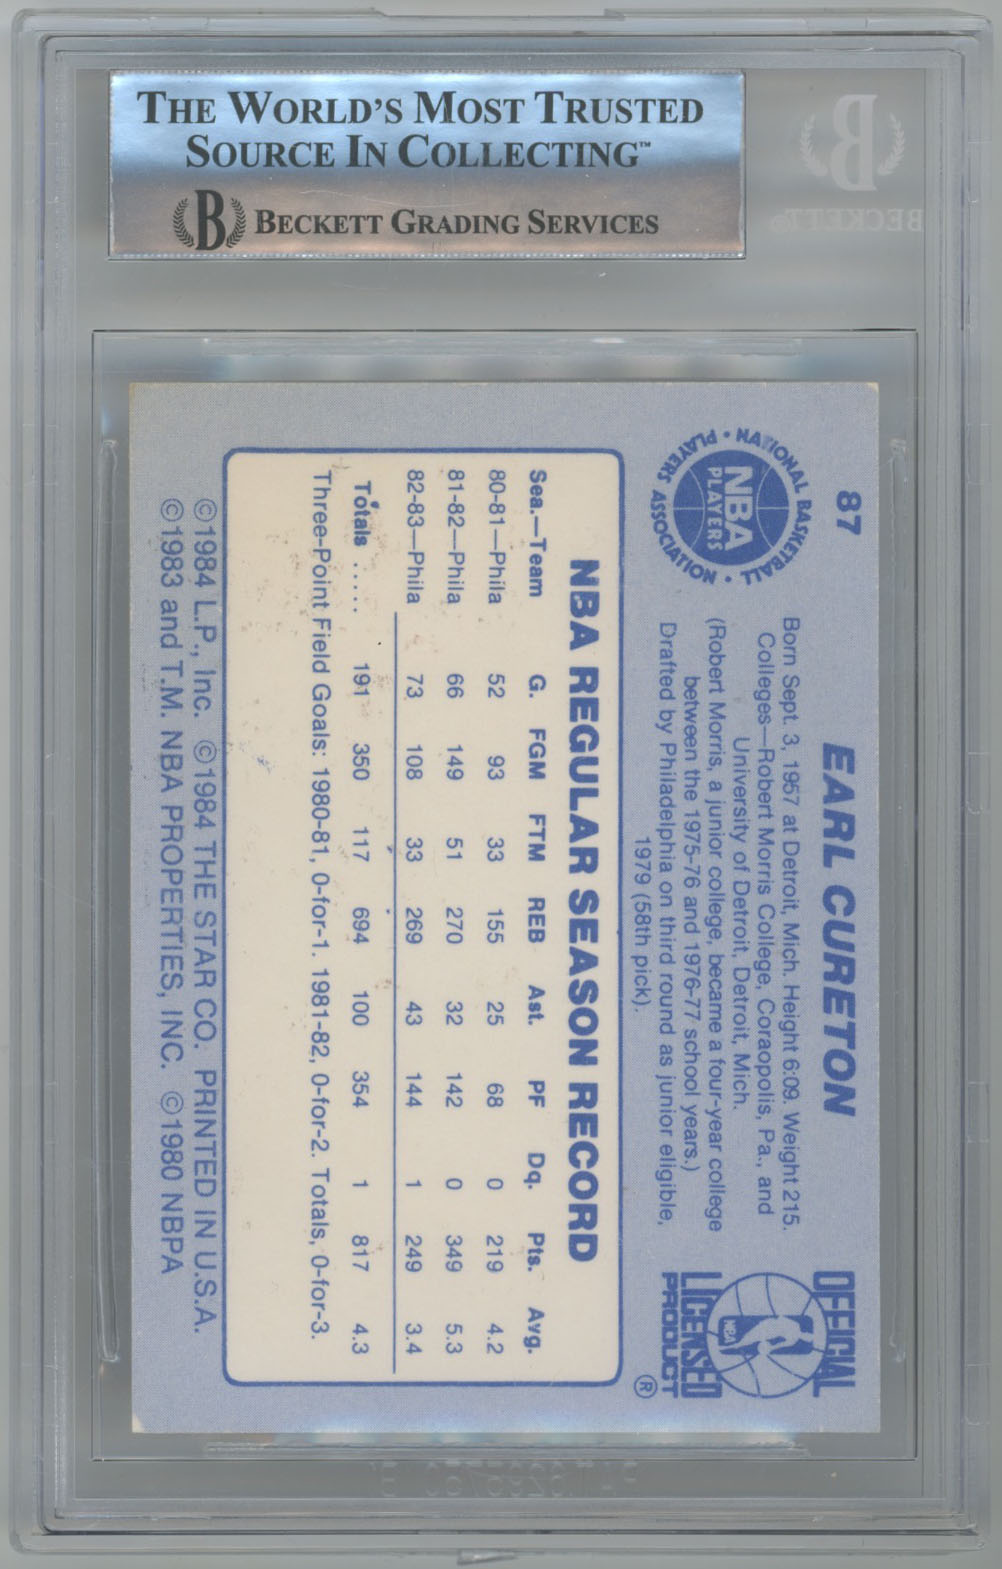 THE WORLD'S MOST TRUSTED
SOURCE IN COLLECTING™
B BECKETT GRADING SERVICES
B
BECKETT®
87
EARL CURETON
NATIONAL BASKETBALL
PLAYERS ASSOCIATION
NBA
PLAYERS
Born Sept. 3, 1957 at Detroit, Mich. Height 6:09. Weight 215.
Colleges—Robert Morris College, Coraopolis, Pa., and
University of Detroit, Detroit, Mich.
(Robert Morris, a junior college, became a four-year college
between the 1975-76 and 1976-77 school years.)
Drafted by Philadelphia on third round as junior eligible,
1979 (58th pick).
OFFICIAL
NBA
LICENSED
PRODUCT
®
NBA REGULAR SEASON RECORD
Sea.—Team G. FGM FTM REB Ast. PF Dq. Pts. Avg.
80-81—Phila 52 93 33 155 25 68 0 219 4.2
81-82—Phila 66 149 51 270 32 142 0 349 5.3
82-83—Phila 73 108 33 269 43 144 1 249 3.4
Totals ..... 191 350 117 694 100 354 1 817 4.3
Three-Point Field Goals: 1980-81, 0-for-1. 1981-82, 0-for-2. Totals, 0-for-3.
©1984 L.P., Inc. ©1984 THE STAR CO. PRINTED IN U.S.A.
©1983 and T.M. NBA PROPERTIES, INC. ©1980 NBPA